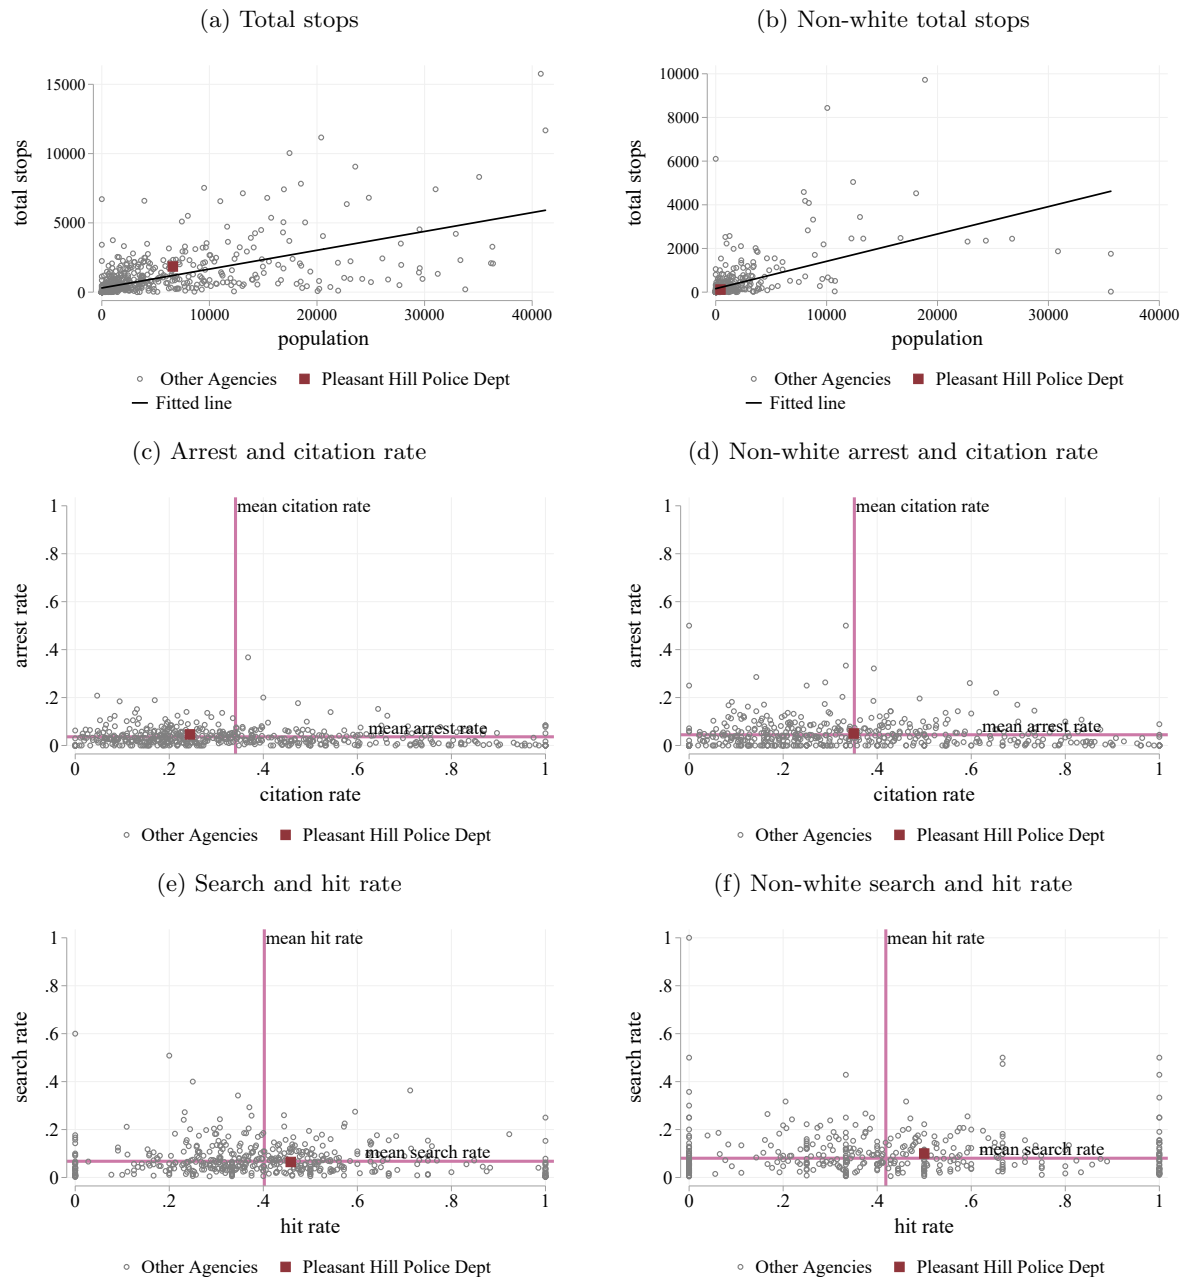 (a) Total stops
(b) Non-white total stops
total stops
15000
10000
5000
0
0 10000 20000 30000 40000
population
Other Agencies Pleasant Hill Police Dept
Fitted line
total stops
10000
8000
6000
4000
2000
0
0 10000 20000 30000 40000
population
Other Agencies Pleasant Hill Police Dept
Fitted line
(c) Arrest and citation rate
(d) Non-white arrest and citation rate
arrest rate
1
.8
.6
.4
.2
0
mean citation rate
mean arrest rate
0 .2 .4 .6 .8 1
citation rate
Other Agencies Pleasant Hill Police Dept
arrest rate
1
.8
.6
.4
.2
0
mean citation rate
mean arrest rate
0 .2 .4 .6 .8 1
citation rate
Other Agencies Pleasant Hill Police Dept
(e) Search and hit rate
(f) Non-white search and hit rate
search rate
1
.8
.6
.4
.2
0
mean hit rate
mean search rate
0 .2 .4 .6 .8 1
hit rate
Other Agencies Pleasant Hill Police Dept
search rate
1
.8
.6
.4
.2
0
mean hit rate
mean search rate
0 .2 .4 .6 .8 1
hit rate
Other Agencies Pleasant Hill Police Dept